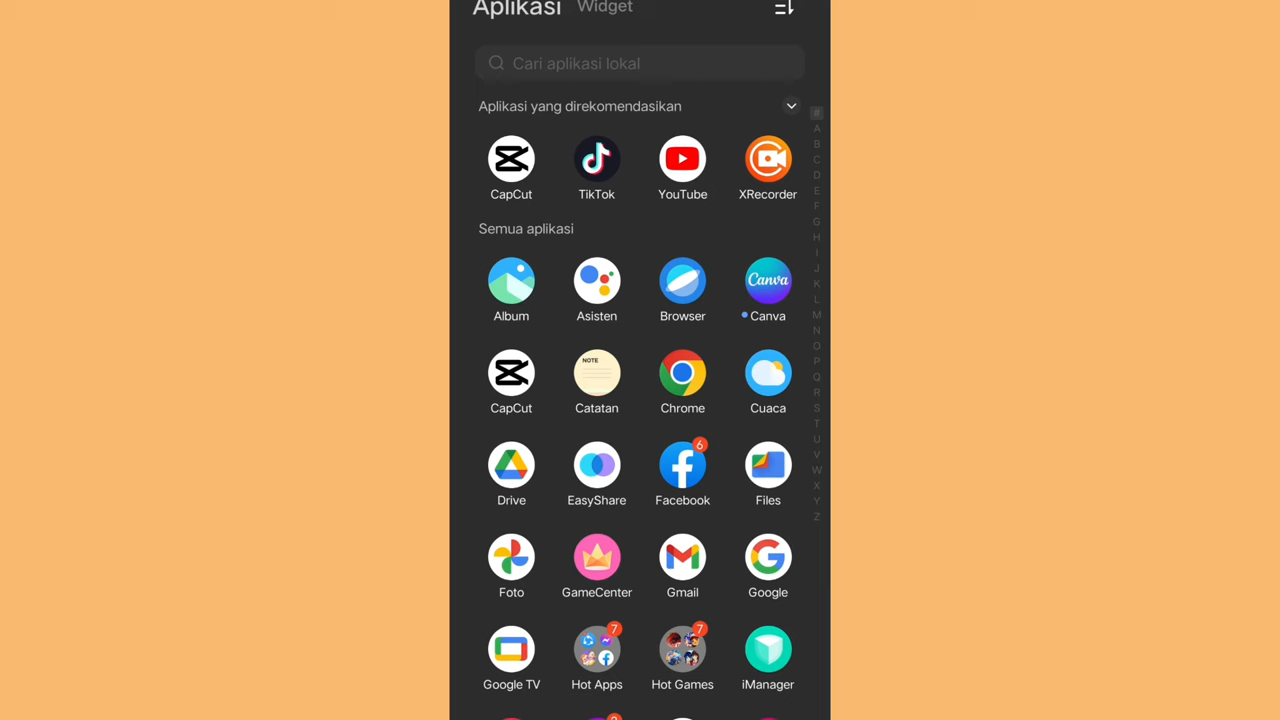 Aplikasi Widget
Cari aplikasi lokal
Aplikasi yang direkomendasikan
#
A
B
C
D
E
F
G
H
I
J
K
L
M
N
O
P
Q
R
S
T
U
V
W
X
Y
Z
CapCut TikTok YouTube XRecorder
Semua aplikasi
Canva
Album Asisten Browser Canva
NOTE
CapCut Catatan Chrome Cuaca
6
Drive EasyShare Facebook Files
Foto GameCenter Gmail Google
7 7
Google TV Hot Apps Hot Games iManager